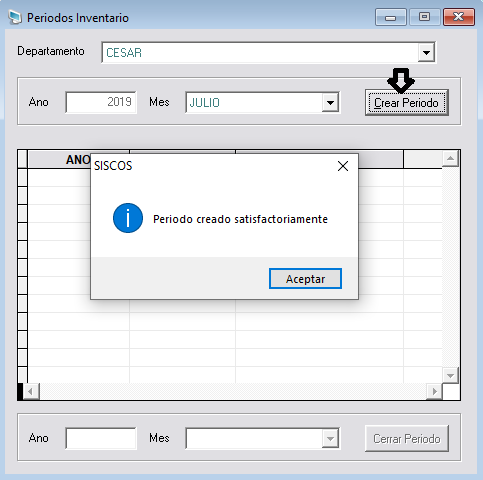 Periodos Inventario
Departamento CESAR
Ano 2019 Mes JULIO Crear Periodo
ANO
SISCOS
Periodo creado satisfactoriamente
Aceptar
Ano Mes Cerrar Periodo